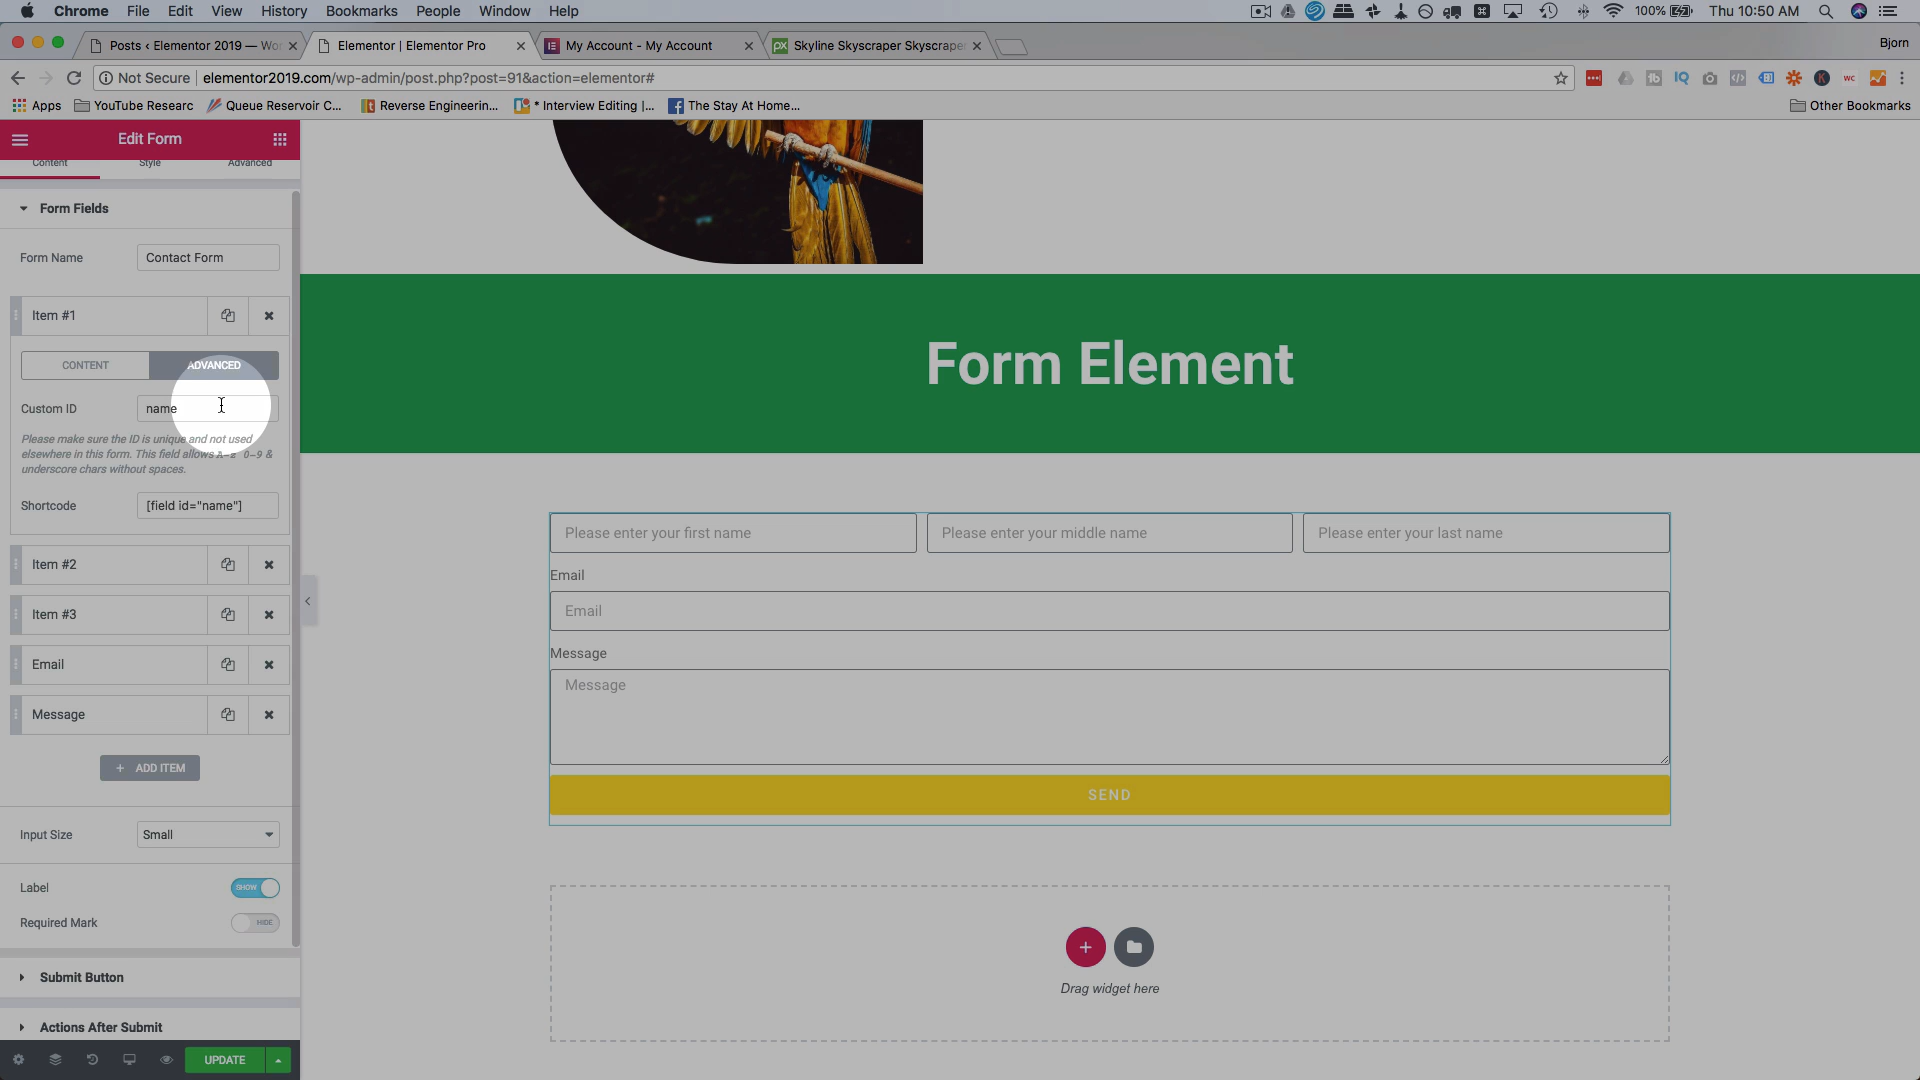 Chrome File Edit View History Bookmarks People Window Help 100% Thu 10:50 AM
Posts ‹ Elementor 2019 — Wo
Elementor | Elementor Pro
My Account - My Account
Skyline Skyscraper Skyscrape
Bjorn
Not Secure | elementor2019.com/wp-admin/post.php?post=91&action=elementor#
Apps YouTube Researc Queue Reservoir C... Reverse Engineerin... * Interview Editing |... The Stay At Home... Other Bookmarks
Edit Form
Content Style Advanced
Form Fields
Form Name Contact Form
Item #1
CONTENT ADVANCED
Custom ID name
Please make sure the ID is unique and not used
elsewhere in this form. This field allows A-z 0-9 &
underscore chars without spaces.
Shortcode [field id="name"]
Item #2
Item #3
Email
Message
+ ADD ITEM
Input Size Small
Label SHOW
Required Mark HIDE
Submit Button
Actions After Submit
UPDATE
Form Element
Please enter your first name Please enter your middle name Please enter your last name
Email
Email
Message
Message
SEND
Drag widget here